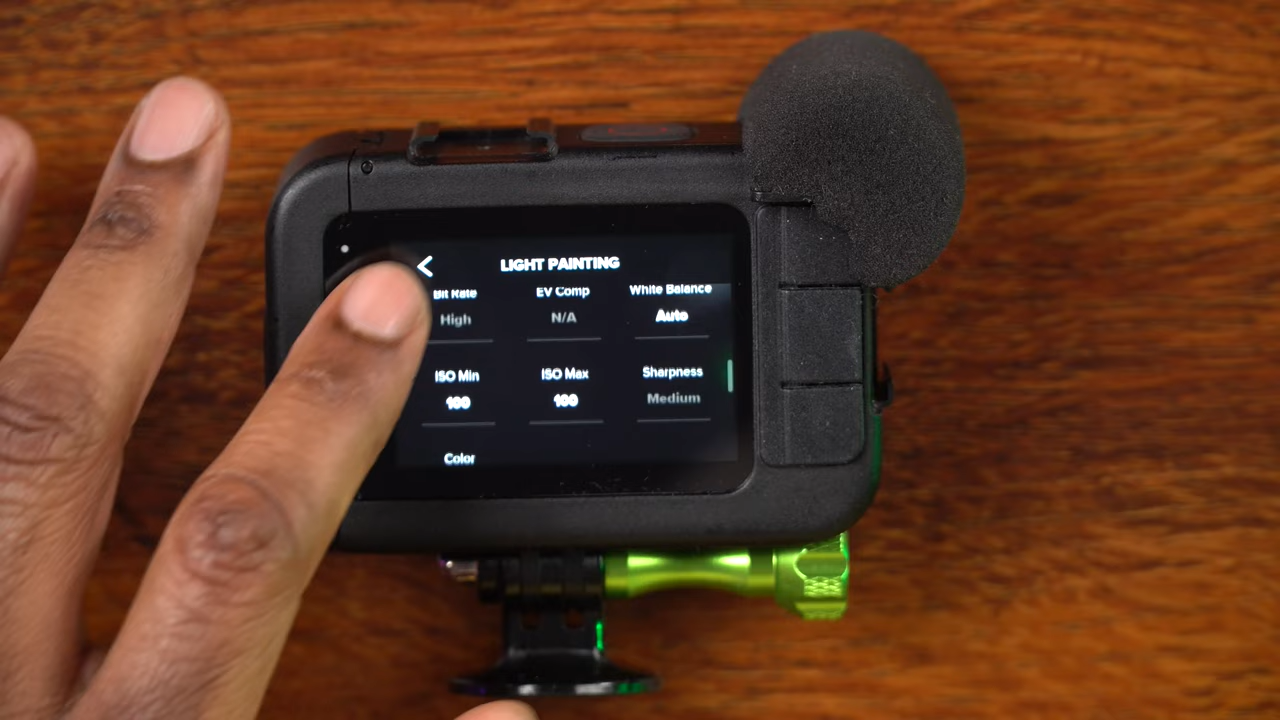 LIGHT PAINTING
Bit Rate EV Comp White Balance
High N/A Auto
ISO Min ISO Max Sharpness
100 100 Medium
Color